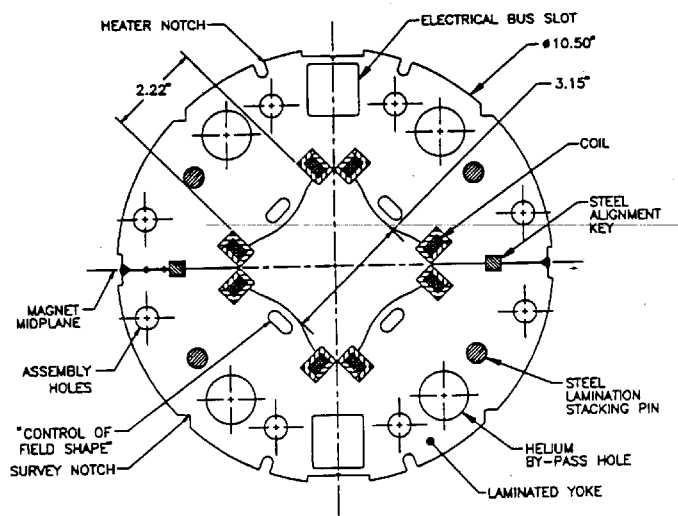 HEATER NOTCH
ELECTRICAL BUS SLOT
ø10.50"
2.22"
3.15"
COIL
STEEL
ALIGNMENT
KEY
MAGNET
MIDPLANE
ASSEMBLY
HOLES
STEEL
LAMINATION
STACKING PIN
"CONTROL OF
FIELD SHAPE"
SURVEY NOTCH
HELIUM
BY-PASS HOLE
LAMINATED YOKE